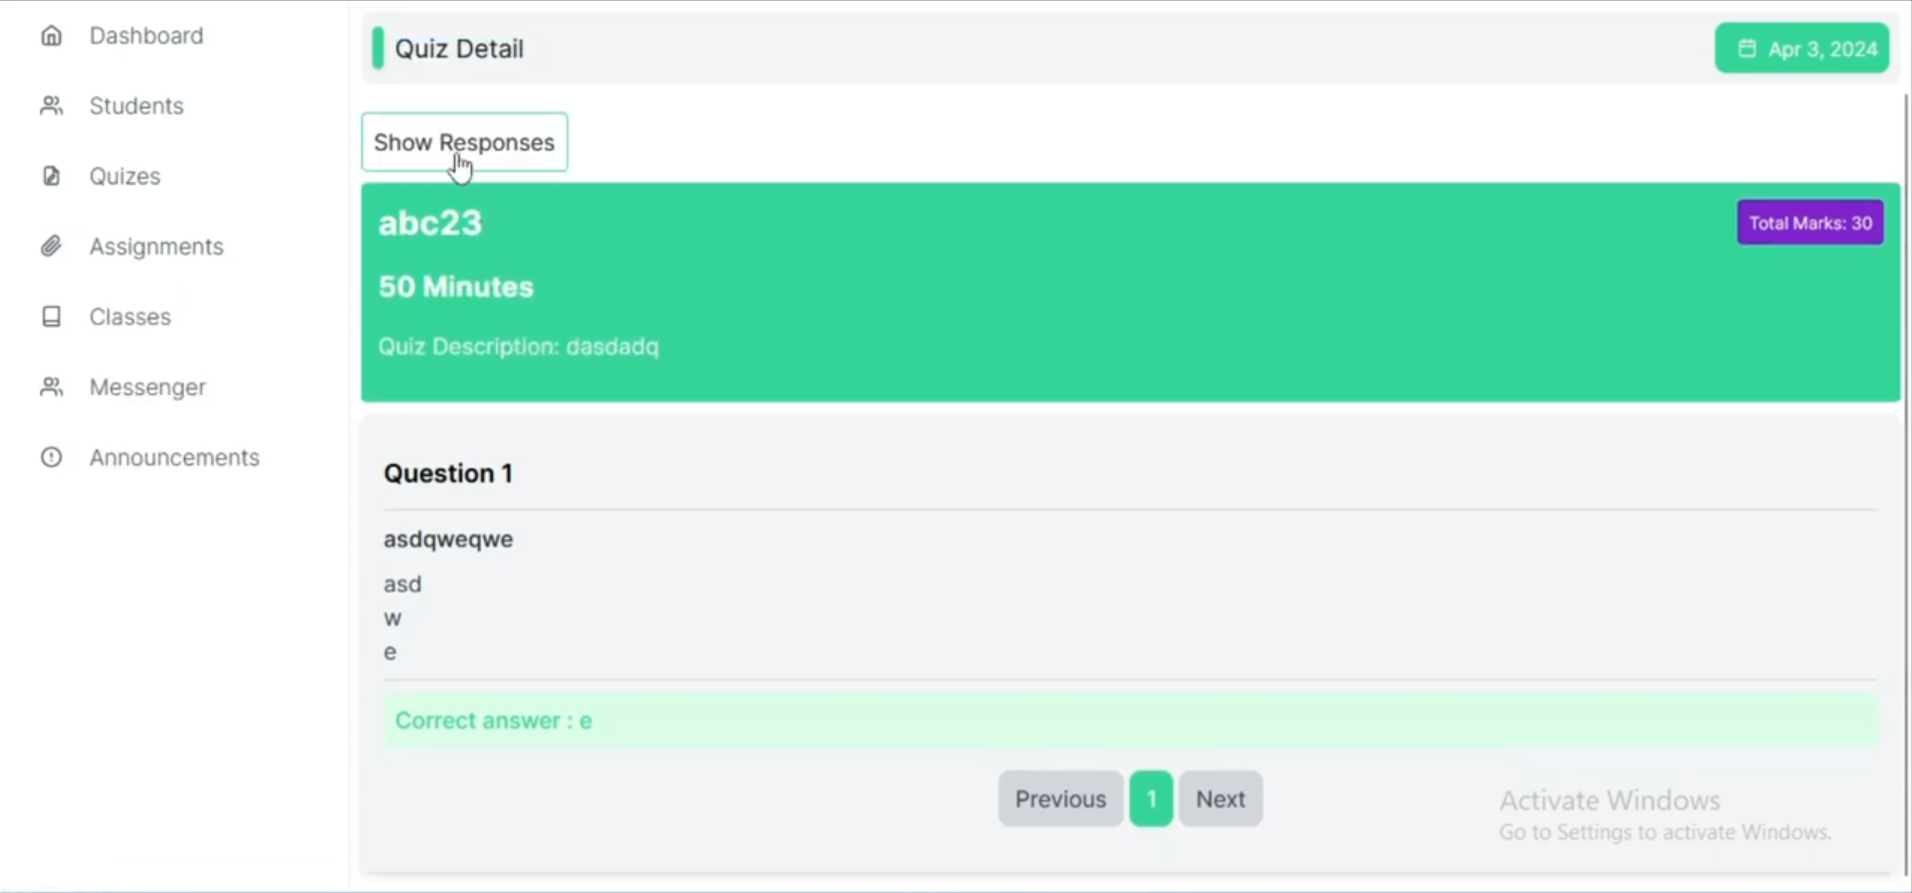 Dashboard
Students
Quizes
Assignments
Classes
Messenger
Announcements
Quiz Detail
Apr 3, 2024
Show Responses
abc23
Total Marks: 30
50 Minutes
Quiz Description: dasdadq
Question 1
asdqweqwe
asd
w
e
Correct answer : e
Previous 1 Next
Activate Windows
Go to Settings to activate Windows.